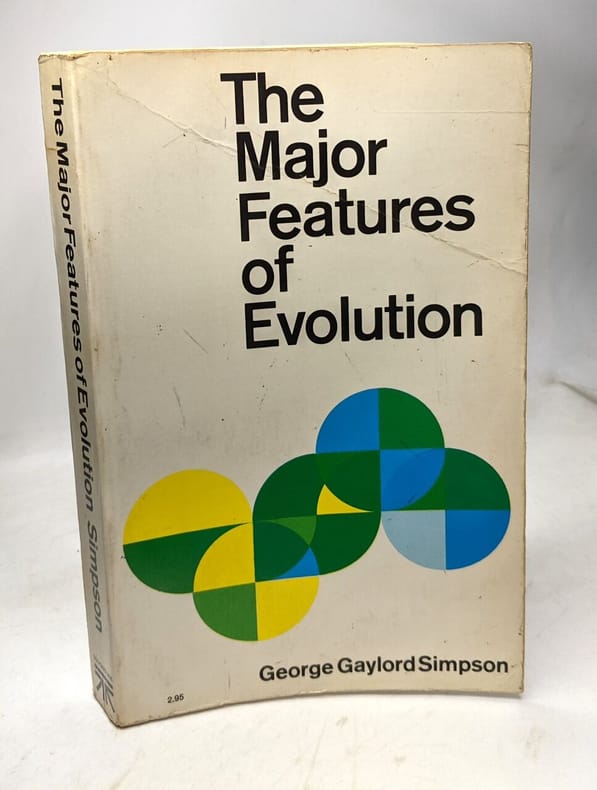 The Major Features of Evolution Simpson
The
Major
Features
of
Evolution
George Gaylord Simpson
2.95